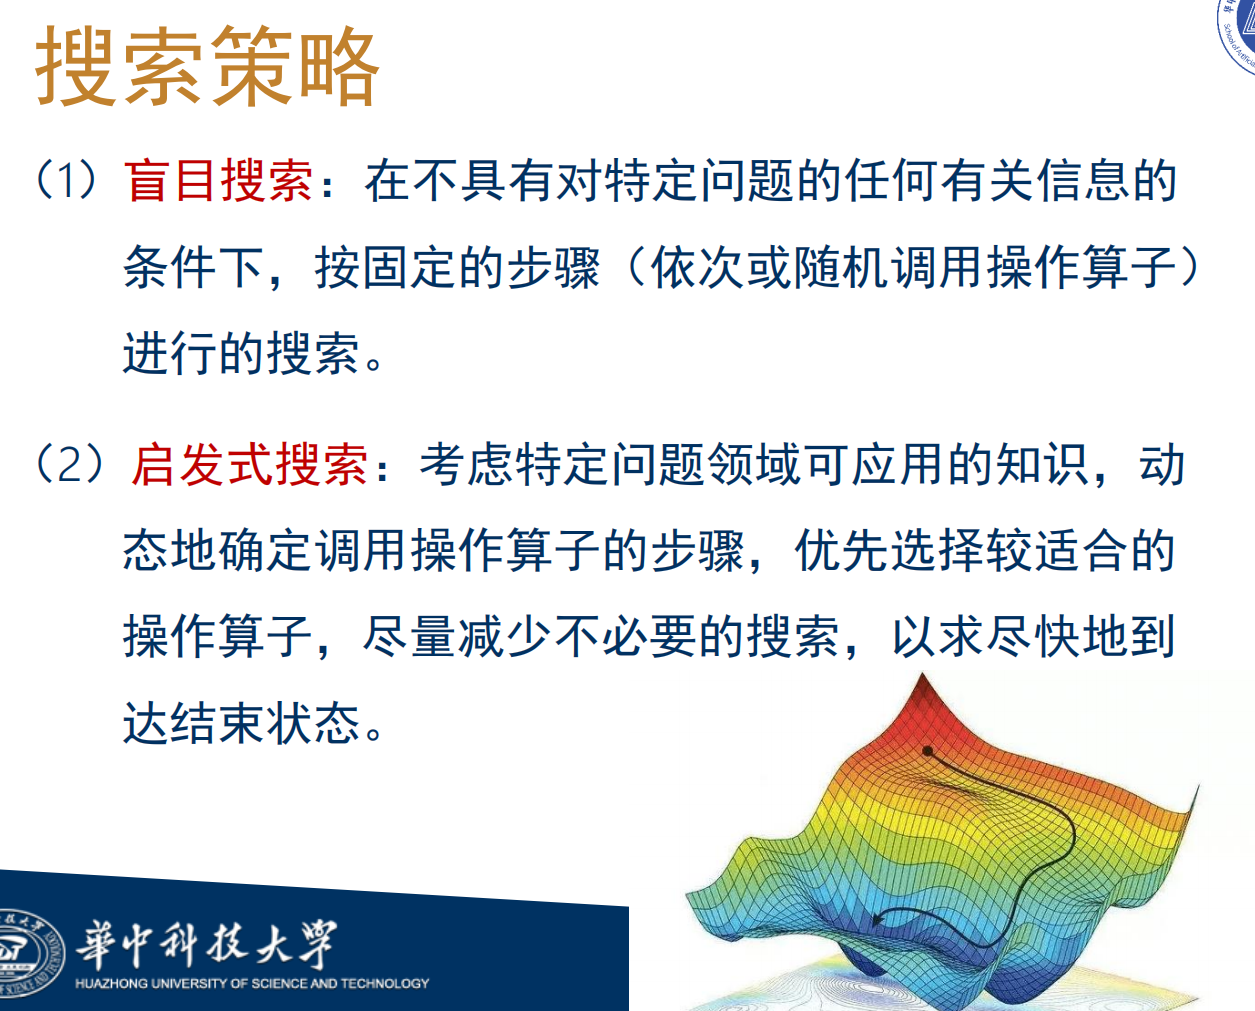 搜索策略
（1）盲目搜索：在不具有对特定问题的任何有关信息的
条件下，按固定的步骤（依次或随机调用操作算子）
进行的搜索。
（2）启发式搜索：考虑特定问题领域可应用的知识，动
态地确定调用操作算子的步骤，优先选择较适合的
操作算子，尽量减少不必要的搜索，以求尽快地到
达结束状态。
華中科技大学
HUAZHONG UNIVERSITY OF SCIENCE AND TECHNOLOGY